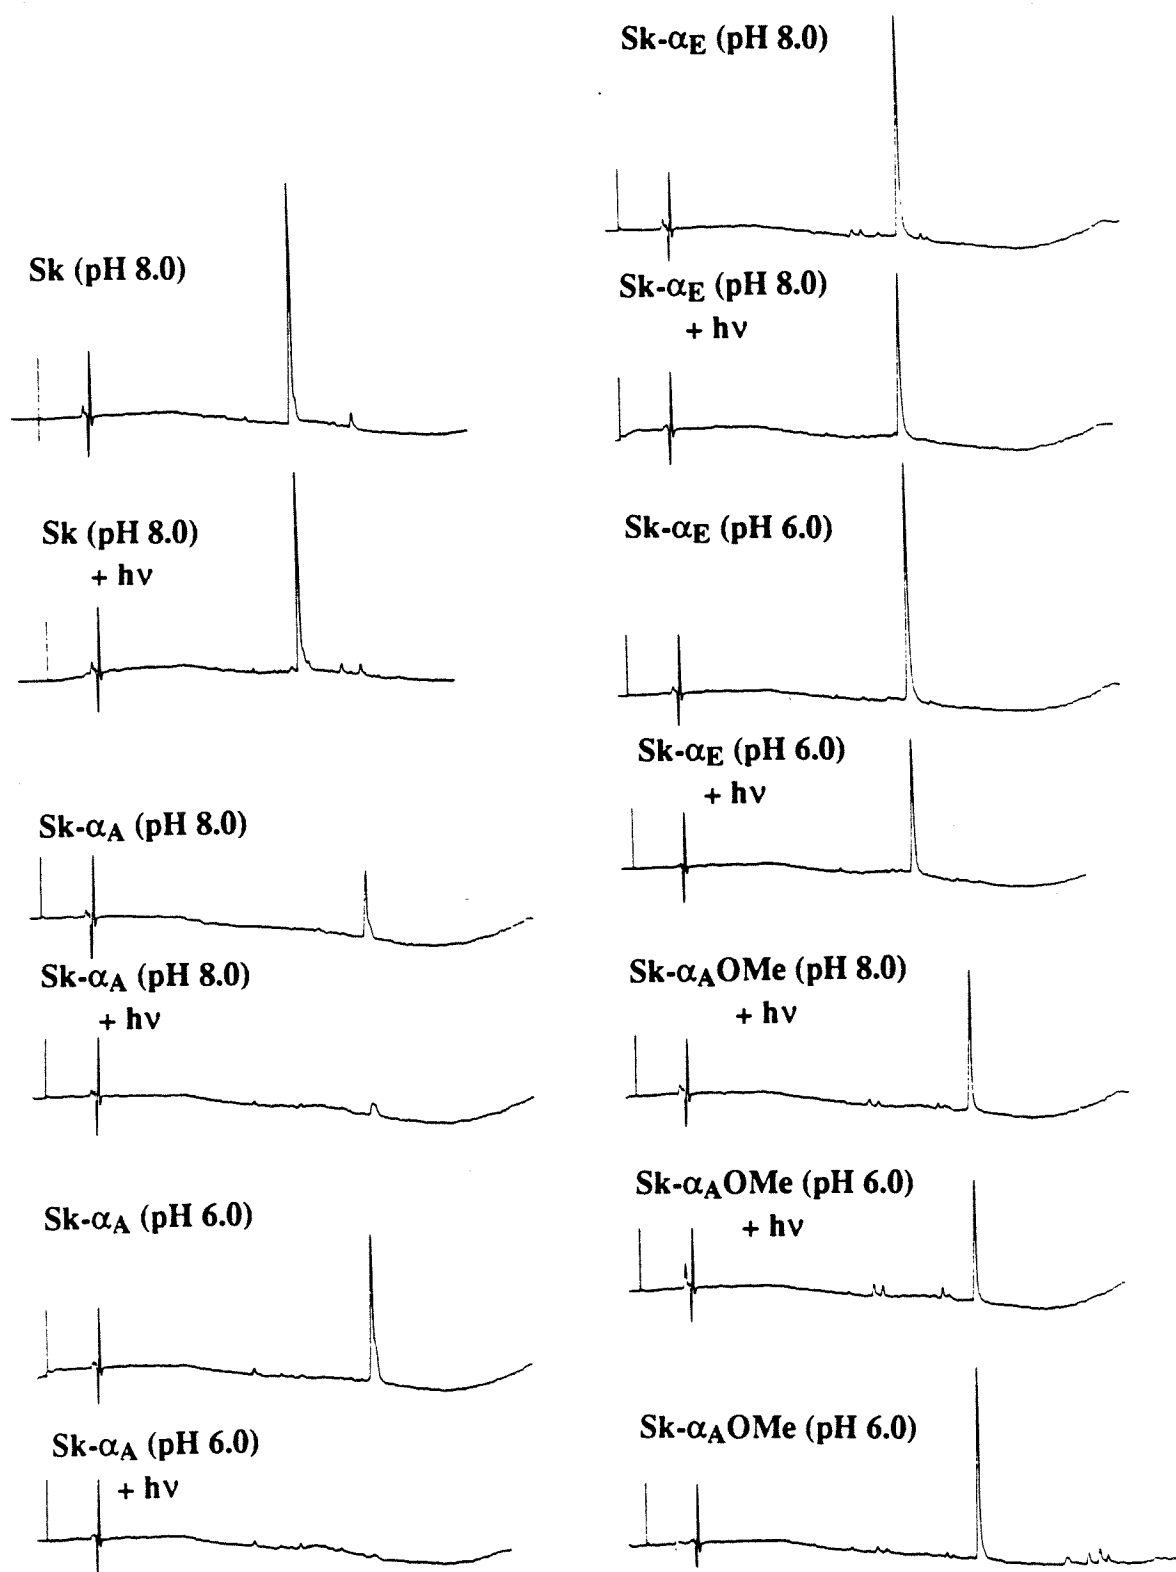 Sk (pH 8.0)
Sk (pH 8.0)
+ hν
Sk-αA (pH 8.0)
Sk-αA (pH 8.0)
+ hν
Sk-αA (pH 6.0)
Sk-αA (pH 6.0)
+ hν
Sk-αE (pH 8.0)
Sk-αE (pH 8.0)
+ hν
Sk-αE (pH 6.0)
Sk-αE (pH 6.0)
+ hν
Sk-αAOMe (pH 8.0)
+ hν
Sk-αAOMe (pH 6.0)
+ hν
Sk-αAOMe (pH 6.0)